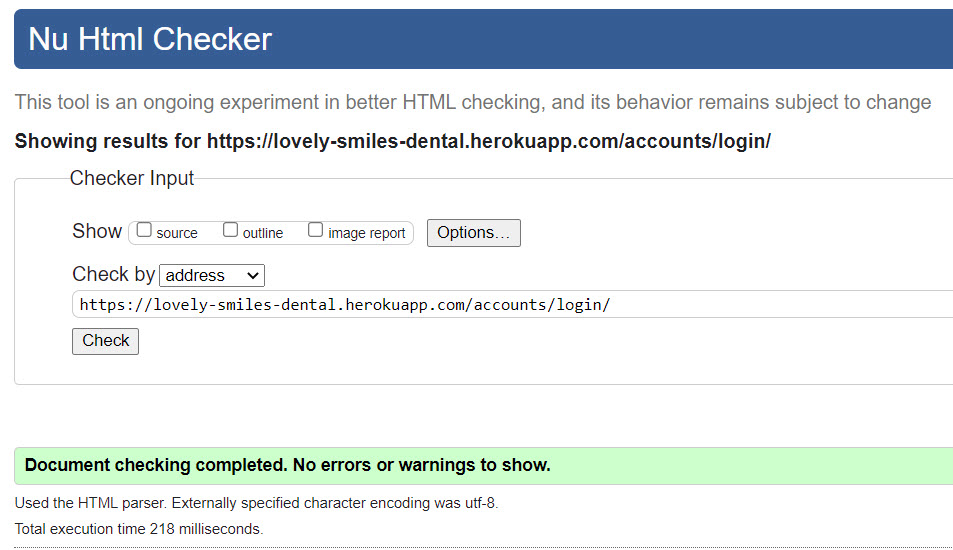 Nu Html Checker
This tool is an ongoing experiment in better HTML checking, and its behavior remains subject to change
Showing results for https://lovely-smiles-dental.herokuapp.com/accounts/login/
Checker Input
Show source outline image report Options...
Check by address
https://lovely-smiles-dental.herokuapp.com/accounts/login/
Check
Document checking completed. No errors or warnings to show.
Used the HTML parser. Externally specified character encoding was utf-8.
Total execution time 218 milliseconds.